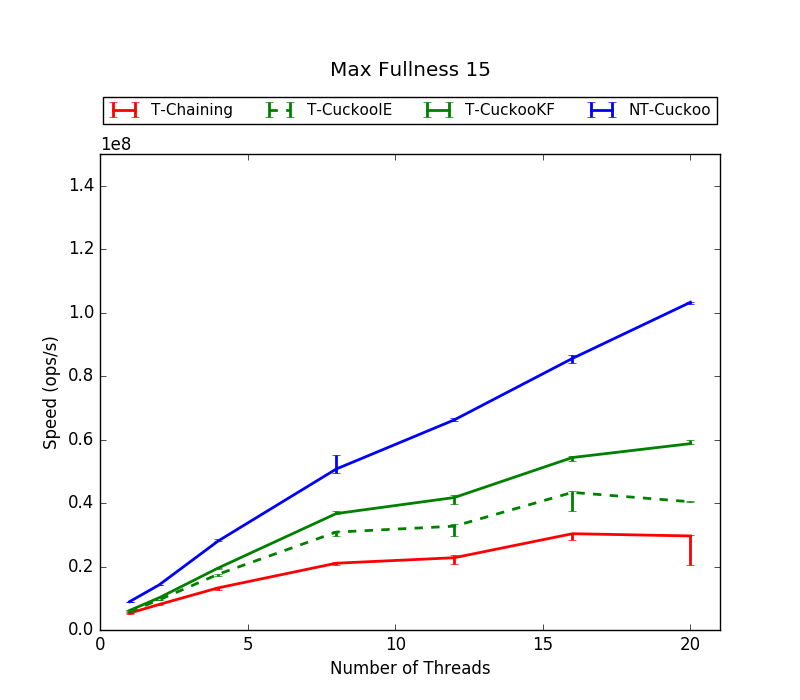 Max Fullness 15
T-Chaining T-CuckooIE T-CuckooKF NT-Cuckoo
1e8
1.4
1.2
1.0
0.8
0.6
0.4
0.2
0.0
Speed (ops/s)
0 5 10 15 20
Number of Threads